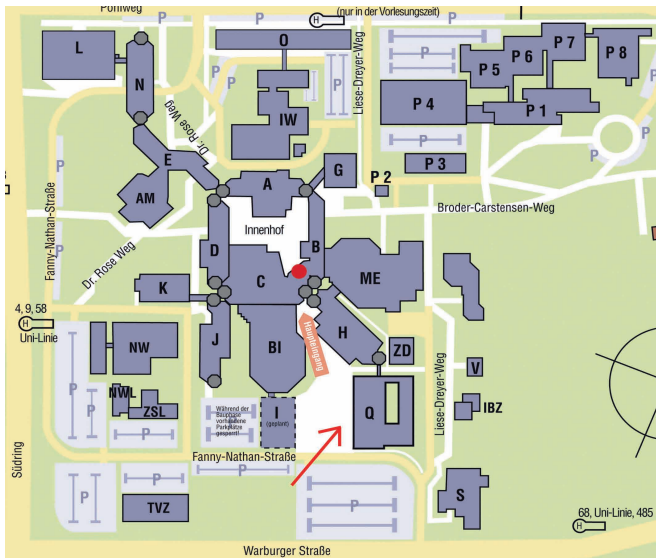 Pohlweg
(nur in der Vorlesungszeit)
H
P
P
P
L
N
O
P
IW
P
Liese-Dreyer-Weg
P
P 5
P 6
P 7
P 8
P 4
P 1
P
P 3
P
P 2
Dr. Rose Weg
E
AM
A
G
P
Fanny-Nathan-Straße
P
Broder-Carstensen-Weg
Innenhof
D
B
C
ME
Dr. Rose Weg
K
4, 9, 58
H
Uni-Linie
J
BI
H
Haupteingang
ZD
V
IBZ
Liese-Dreyer-Weg
NW
NWL
ZSL
P
P
P
Während der
Bauphase
vorhandene
Parkplätze
gesperrt!
I
(geplant)
Q
Südring
Fanny-Nathan-Straße
P
P
P
P
TVZ
P
S
68, Uni-Linie, 485
H
Warburger Straße